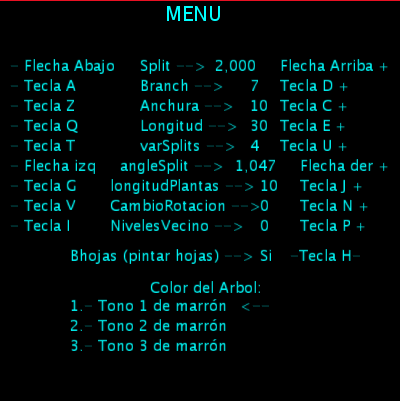 MENU
- Flecha Abajo Split --> 2,000 Flecha Arriba +
- Tecla A Branch --> 7 Tecla D +
- Tecla Z Anchura --> 10 Tecla C +
- Tecla Q Longitud --> 30 Tecla E +
- Tecla T varSplits --> 4 Tecla U +
- Flecha izq angleSplit --> 1,047 Flecha der +
- Tecla G longitudPlantas --> 10 Tecla J +
- Tecla V CambioRotacion -->0 Tecla N +
- Tecla I NivelesVecino --> 0 Tecla P +
Bhojas (pintar hojas) --> Si -Tecla H-
Color del Arbol:
1.- Tono 1 de marrón <--
2.- Tono 2 de marrón
3.- Tono 3 de marrón